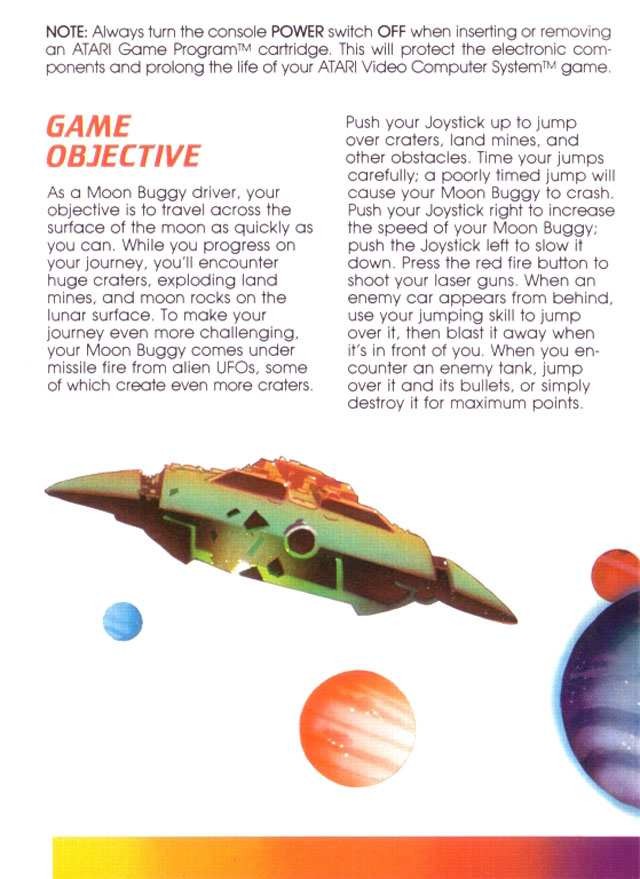 NOTE: Always turn the console POWER switch OFF when inserting or removing
an ATARI Game Program™ cartridge. This will protect the electronic com-
ponents and prolong the life of your ATARI Video Computer System™ game.
GAME
OBJECTIVE
As a Moon Buggy driver, your
objective is to travel across the
surface of the moon as quickly as
you can. While you progress on
your journey, you'll encounter
huge craters, exploding land
mines, and moon rocks on the
lunar surface. To make your
journey even more challenging,
your Moon Buggy comes under
missile fire from alien UFOs, some
of which create even more craters.
Push your Joystick up to jump
over craters, land mines, and
other obstacles. Time your jumps
carefully; a poorly timed jump will
cause your Moon Buggy to crash.
Push your Joystick right to increase
the speed of your Moon Buggy;
push the Joystick left to slow it
down. Press the red fire button to
shoot your laser guns. When an
enemy car appears from behind,
use your jumping skill to jump
over it, then blast it away when
it's in front of you. When you en-
counter an enemy tank, jump
over it and its bullets, or simply
destroy it for maximum points.